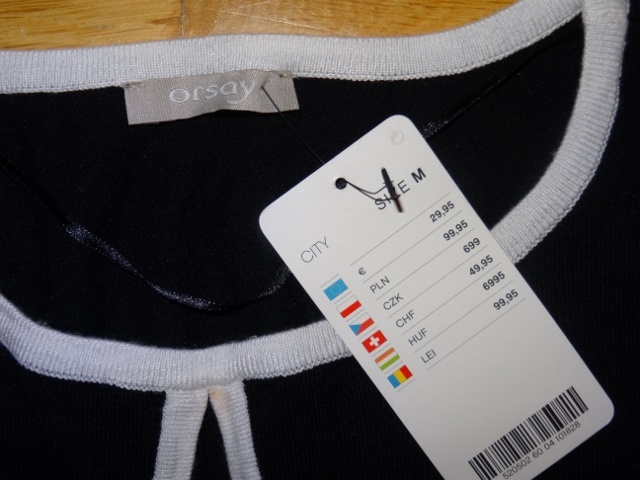 orsay
SIZE M
CITY
€ 29,95
PLN 99,95
CZK 699
CHF 49,95
HUF 6995
LEI 99,95
520502 60 04 101828